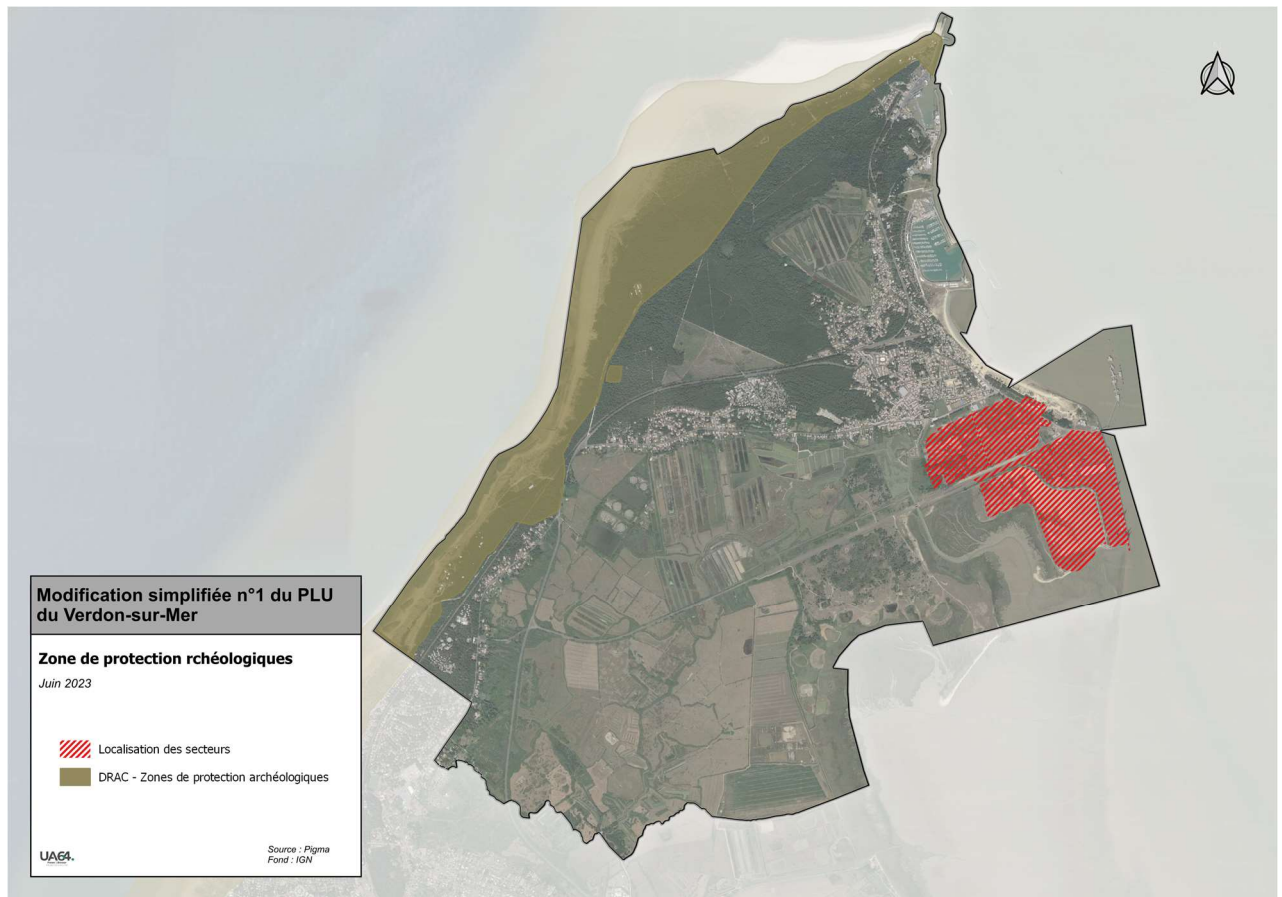 Modification simplifiée n°1 du PLU
du Verdon-sur-Mer
Zone de protection rchéologiques
Juin 2023
Localisation des secteurs
DRAC - Zones de protection archéologiques
UA64.
Source : Pigma
Fond : IGN